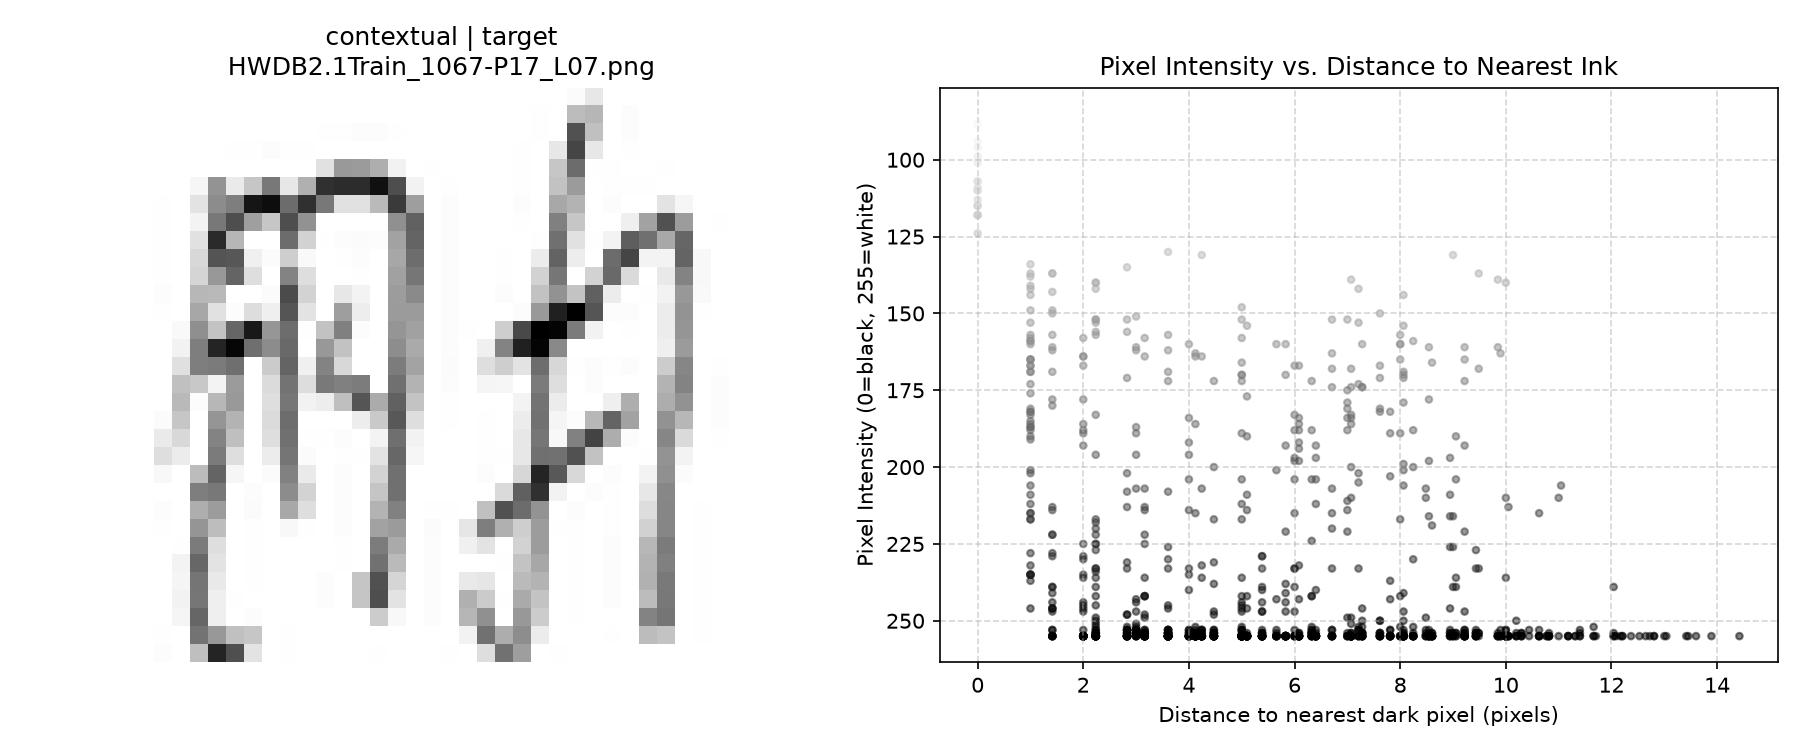 contextual | target
HWDB2.1Train_1067-P17_L07.png
Pixel Intensity vs. Distance to Nearest Ink
Pixel Intensity (0=black, 255=white)
100
125
150
175
200
225
250
0 2 4 6 8 10 12 14
Distance to nearest dark pixel (pixels)